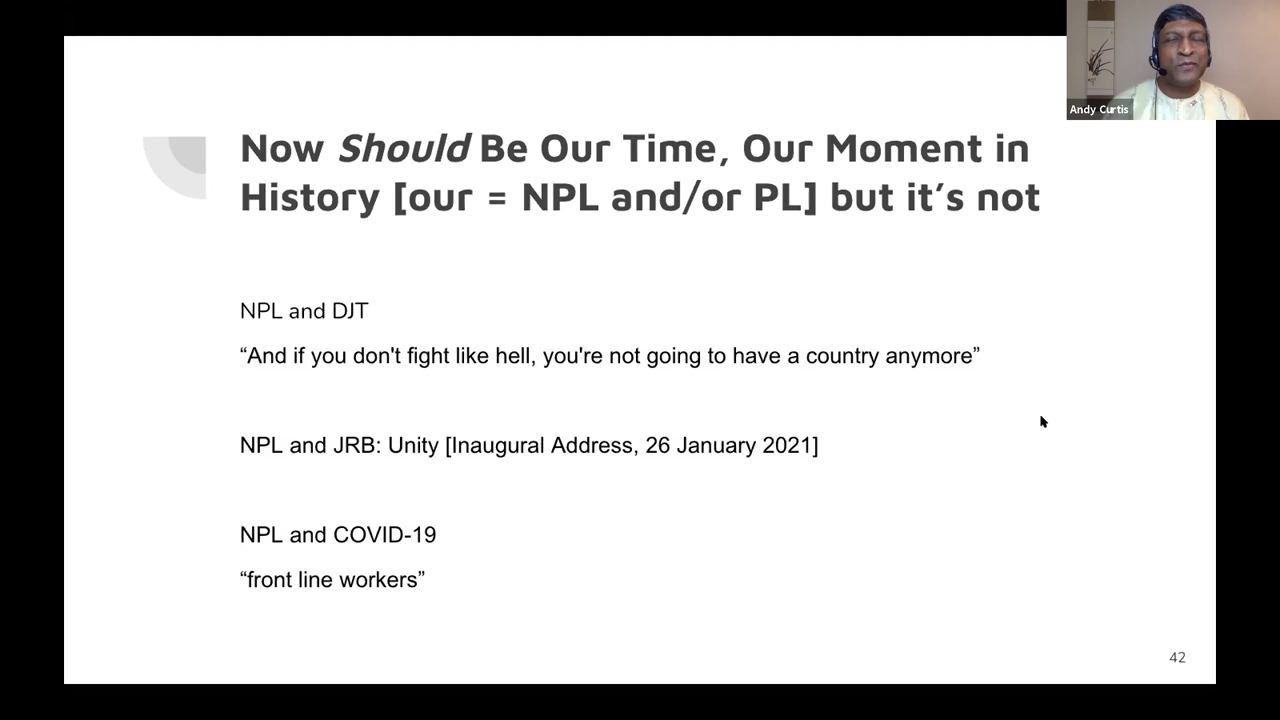 Andy Curtis
Now Should Be Our Time, Our Moment in
History [our = NPL and/or PL] but it’s not
NPL and DJT
“And if you don't fight like hell, you're not going to have a country anymore”
NPL and JRB: Unity [Inaugural Address, 26 January 2021]
NPL and COVID-19
“front line workers”
42